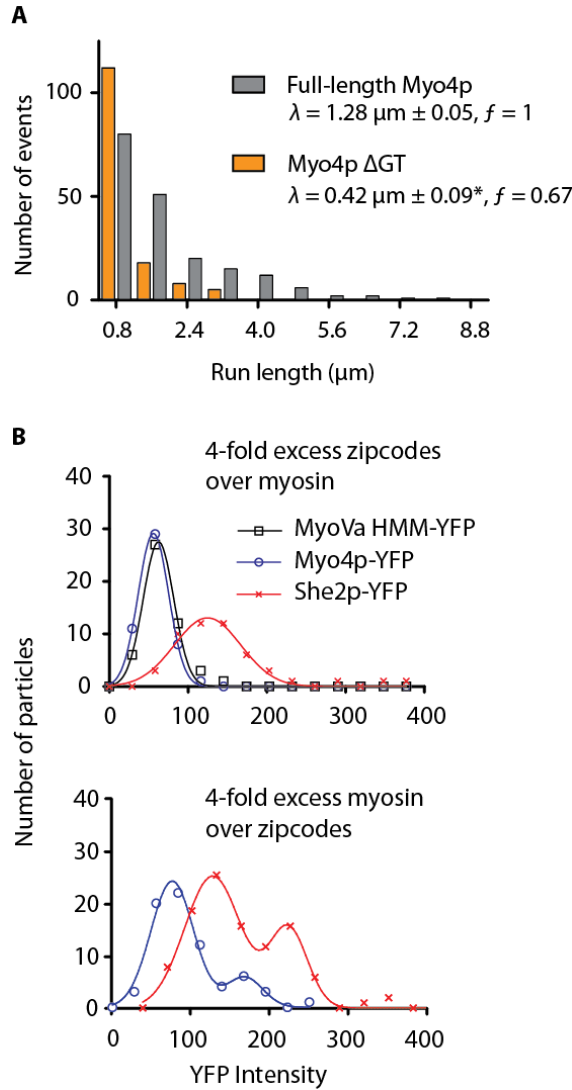 A
Number of events
100
50
0
Full-length Myo4p
λ = 1.28 μm ± 0.05, ƒ = 1
Myo4p ΔGT
λ = 0.42 μm ± 0.09*, ƒ = 0.67
0.8 2.4 4.0 5.6 7.2 8.8
Run length (μm)
B
4-fold excess zipcodes
over myosin
MyoVa HMM-YFP
Myo4p-YFP
She2p-YFP
40
30
20
10
0
0 100 200 300 400
Number of particles
4-fold excess myosin
over zipcodes
40
30
20
10
0
0 100 200 300 400
YFP Intensity